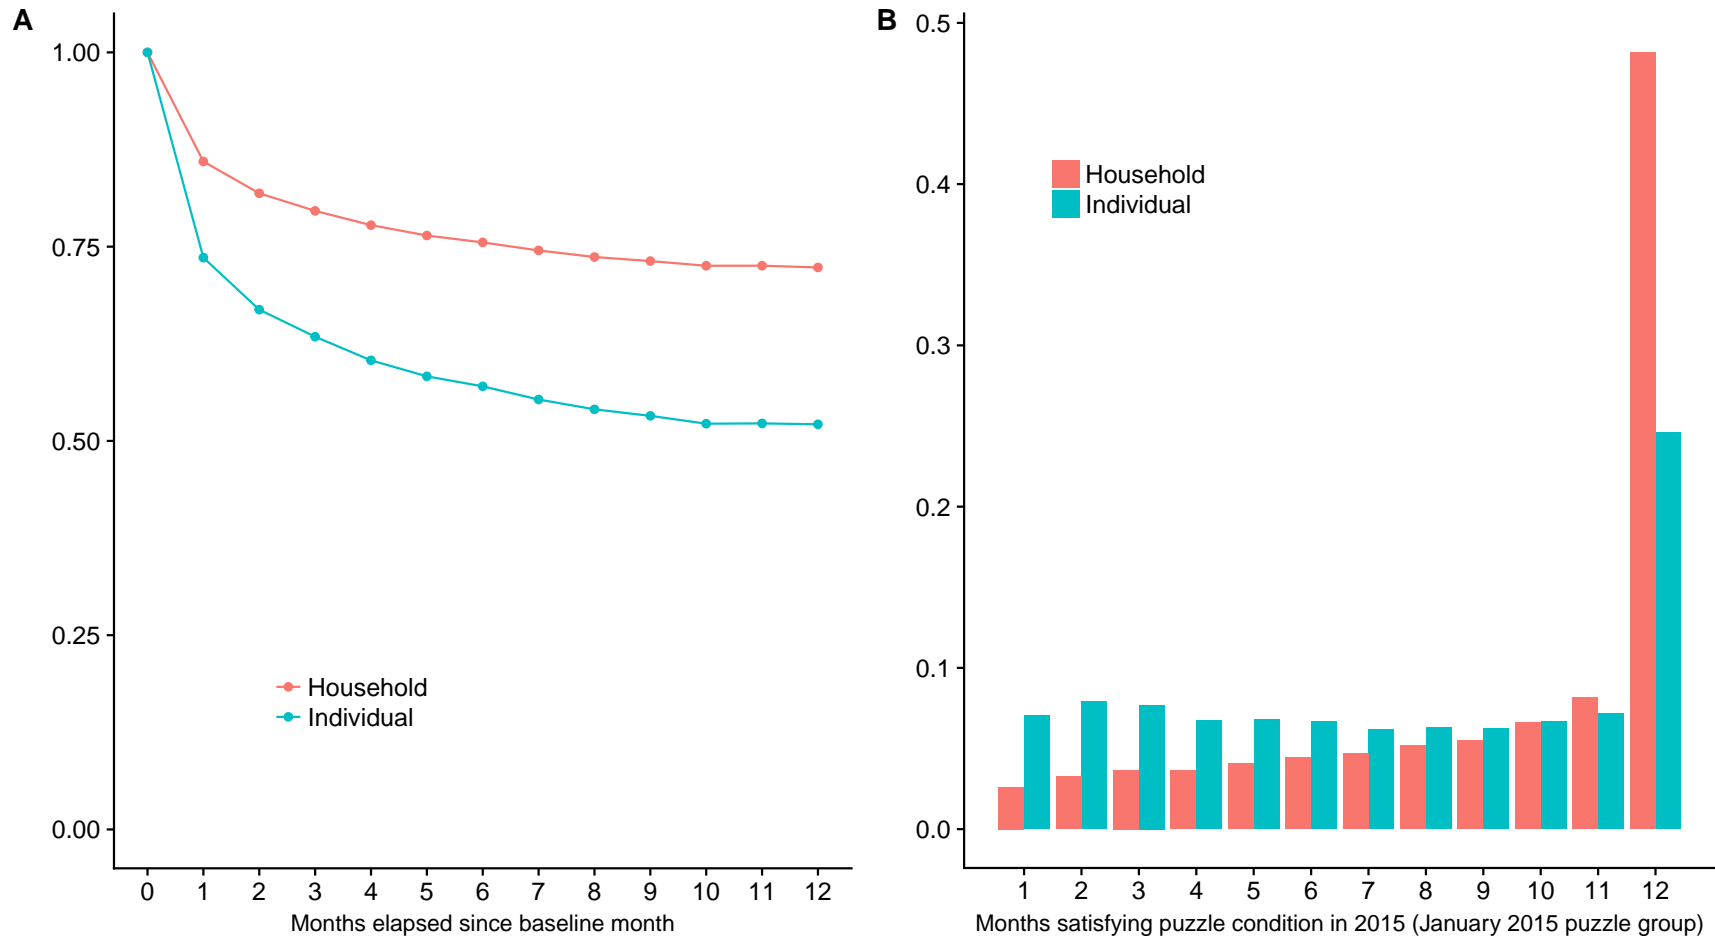 A
1.00
0.75
0.50
0.25
0.00
Household
Individual
0 1 2 3 4 5 6 7 8 9 10 11 12
Months elapsed since baseline month
B
0.5
0.4
0.3
0.2
0.1
0.0
Household
Individual
1 2 3 4 5 6 7 8 9 10 11 12
Months satisfying puzzle condition in 2015 (January 2015 puzzle group)